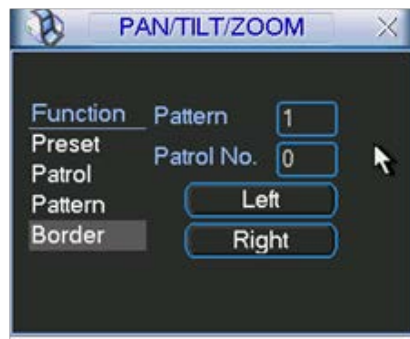 PAN/TILT/ZOOM
Function
Preset
Patrol
Pattern
Border
Pattern 1
Patrol No. 0
Left
Right